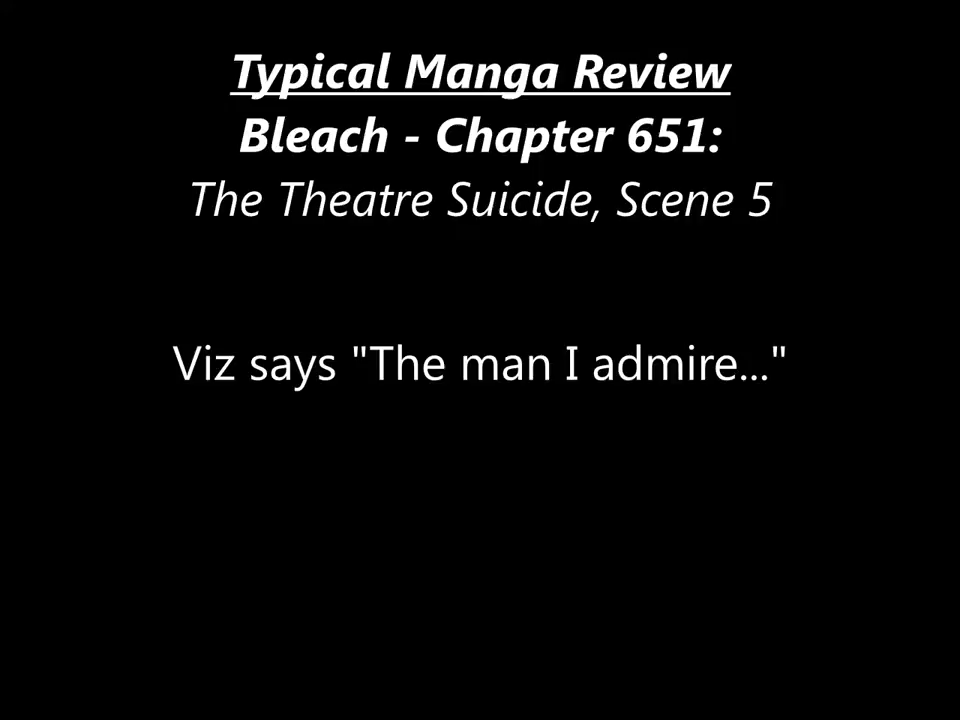 Typical Manga Review
Bleach - Chapter 651:
The Theatre Suicide, Scene 5
Viz says "The man I admire..."